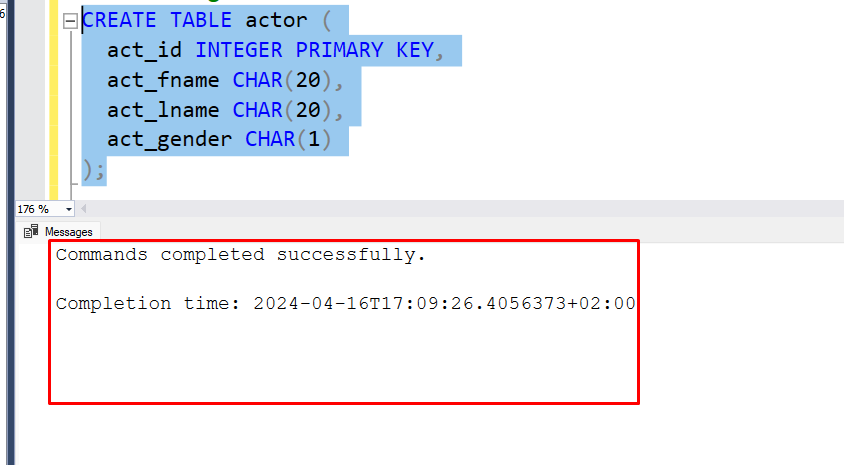 6
CREATE TABLE actor (
act_id INTEGER PRIMARY KEY,
act_fname CHAR(20),
act_lname CHAR(20),
act_gender CHAR(1)
);
176 %
Messages
Commands completed successfully.
Completion time: 2024-04-16T17:09:26.4056373+02:00